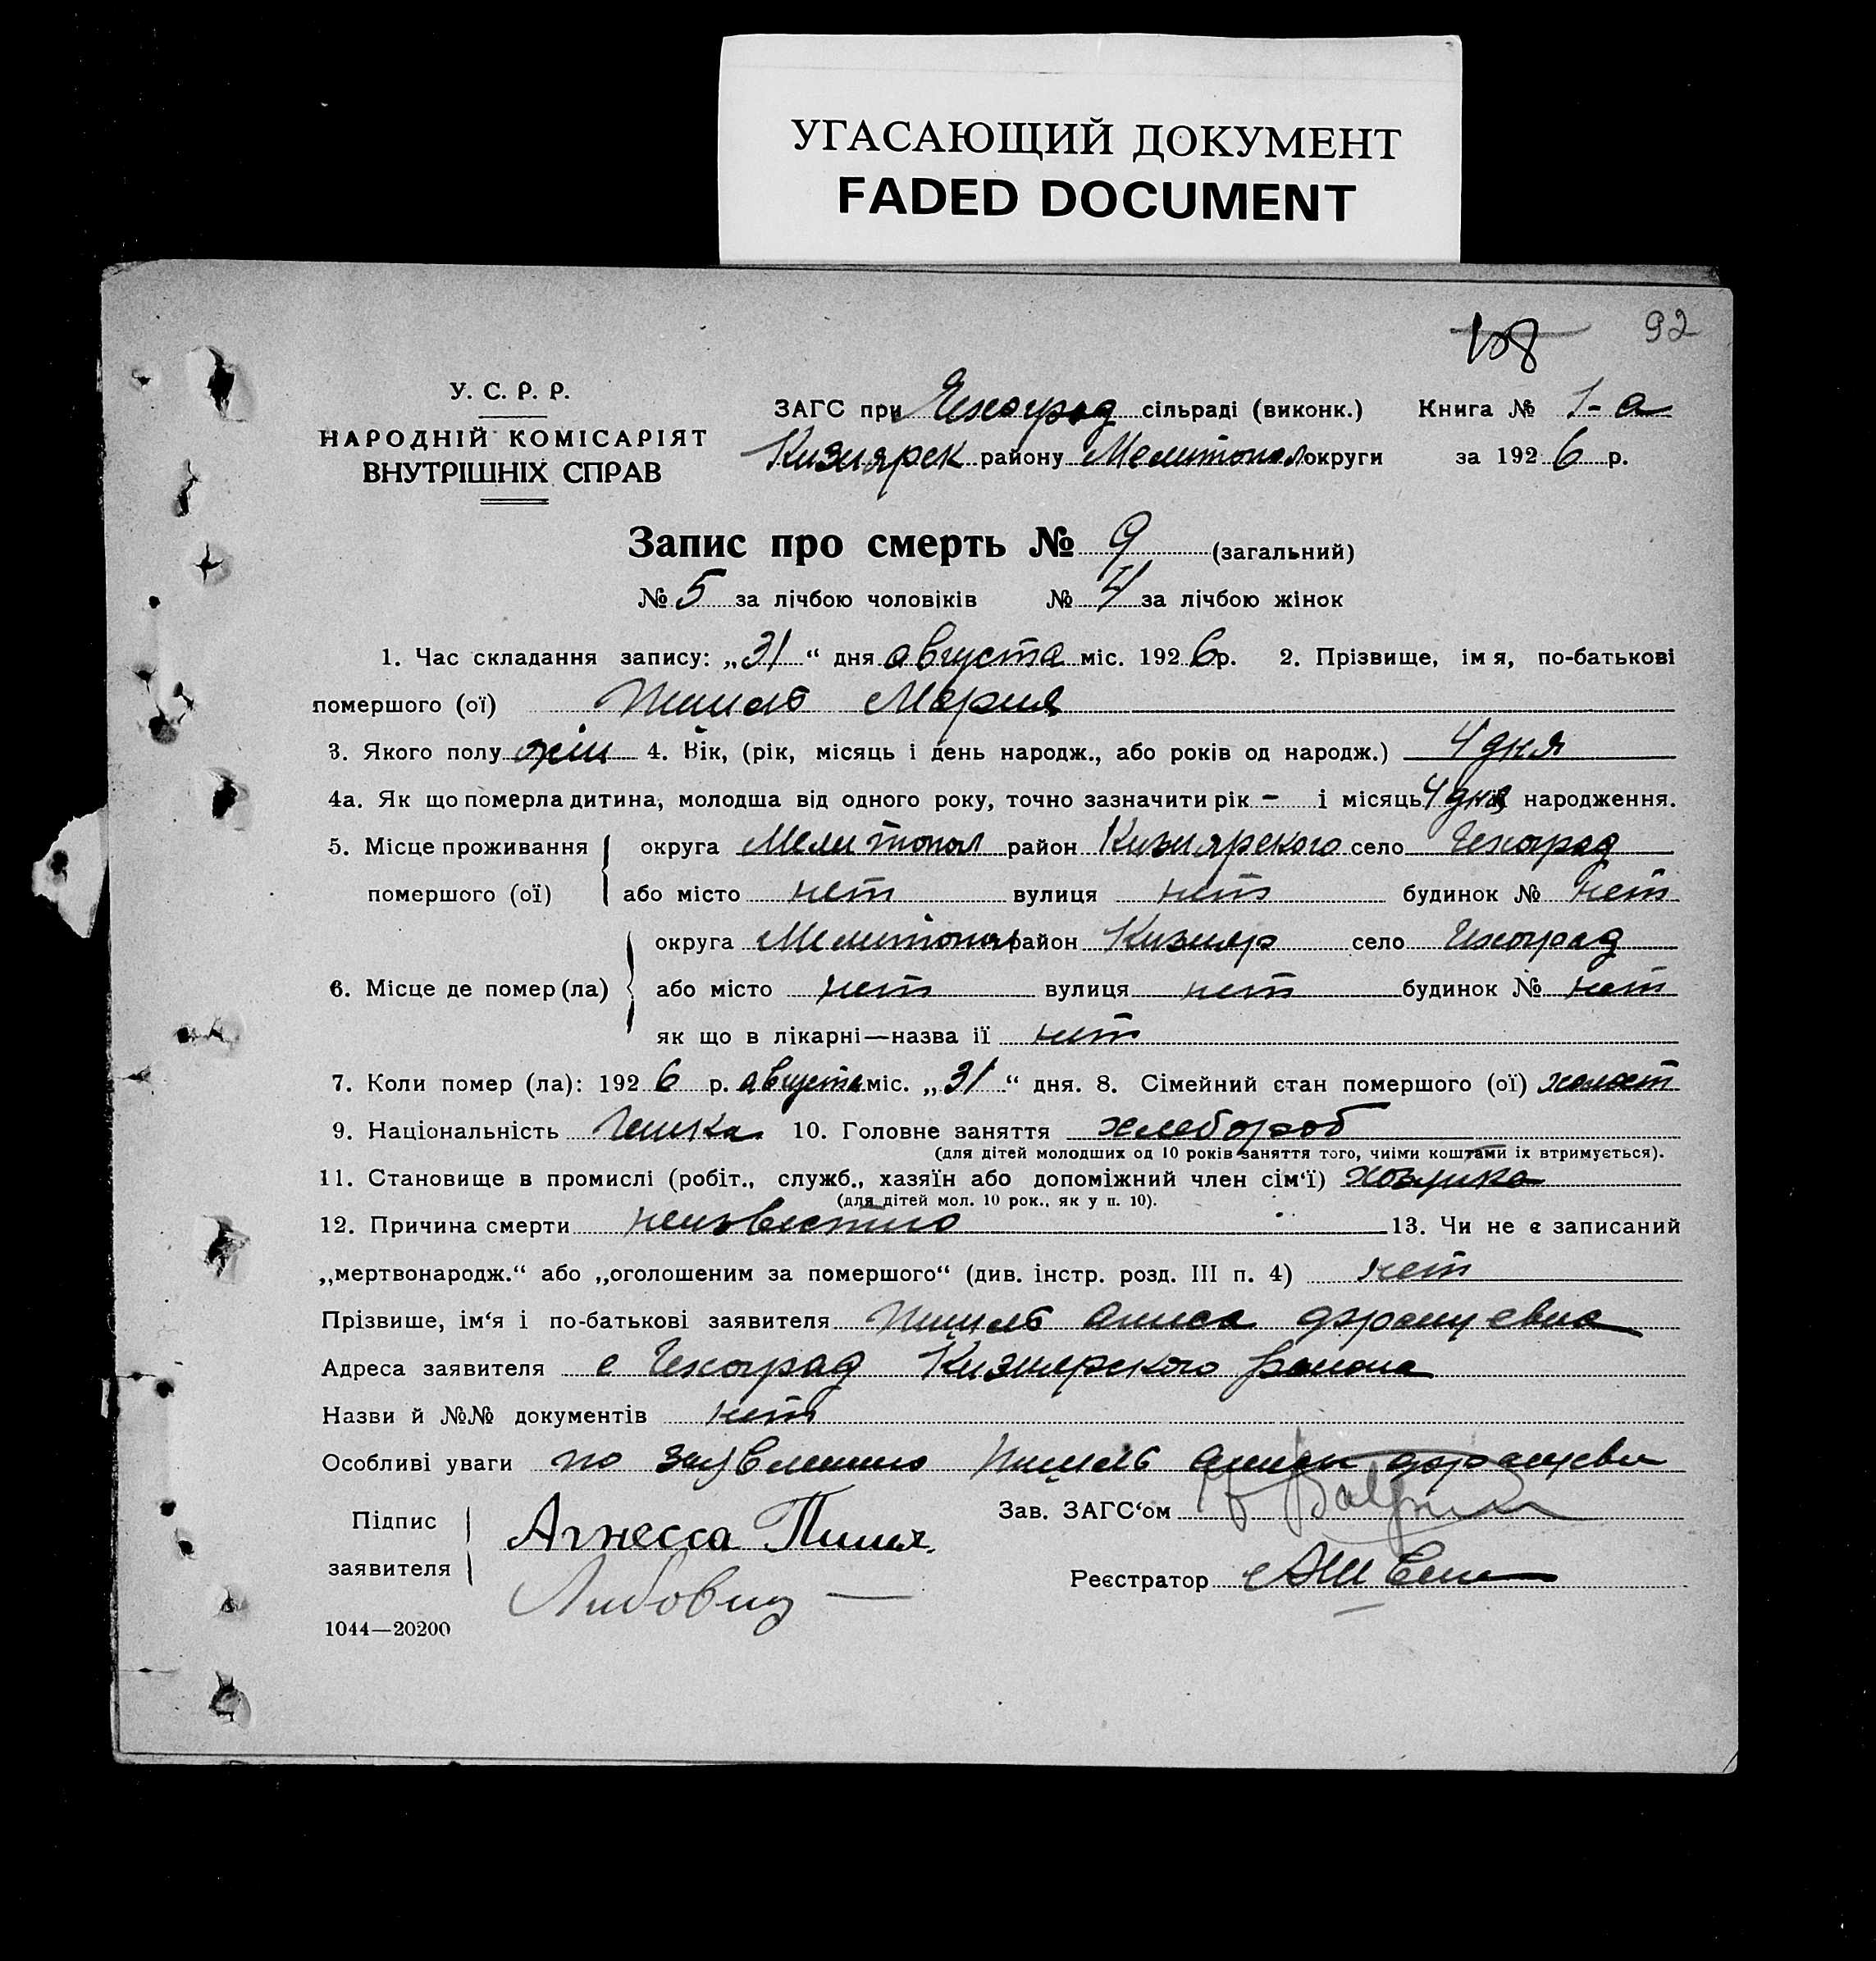 УГАСАЮЩИЙ ДОКУМЕНТ
FADED DOCUMENT
108 92
У. С. Р. Р.
НАРОДНІЙ КОМІСАРІЯТ
ВНУТРІШНІХ СПРАВ
ЗАГС при Чехоград сільраді (виконк.) Книга № 1-а
Кизиярск району Мелитопол округи за 1926 р.
Запис про смерть № 9 (загальний)
№ 5 за лічбою чоловіків № 4 за лічбою жінок
1. Час складання запису: „31“ дня августа міс. 1926 р. 2. Прізвище, імя, по-батькові
помершого (ої) Мария
3. Якого полу жін 4. Вік, (рік, місяць і день народж., або років од народж.) 4 дня
4а. Як що померла дитина, молодша від одного року, точно зазначити рік – і місяць 4 дня народження.
5. Місце проживання округа Мелитопол район Кизиярского село Чехоград
помершого (ої) або місто нет вулиця нет будинок № нет
округа Мелитопол район Кизияр село Чехоград
6. Місце де помер (ла) або місто нет вулиця нет будинок № нет
як що в лікарні—назва її нет
7. Коли помер (ла): 1926 р. августа міс. „31“ дня. 8. Сімейний стан помершого (ої) холост
9. Національність Чешка 10. Головне заняття хлебороб
(для дітей молодших од 10 років заняття того, чиїми коштами їх втримується).
11. Становище в промислі (робіт., служб., хазяїн або допоміжний член сім'ї)
(для дітей мол. 10 рок., як у п. 10).
12. Причина смерти неизвестно 13. Чи не є записаний
„мертвонародж.“ або „оголошеним за помершого“ (див. інстр. розд. III п. 4) нет
Прізвише, ім'я і по-батькові заявителя
Адреса заявителя с Чехоград Кизиярского района
Назви й №№ документів нет
Особливі уваги по заявлению
Підпис
заявителя
Агнесса
Зав. ЗАГС'ом
Реєстратор
1044—20200